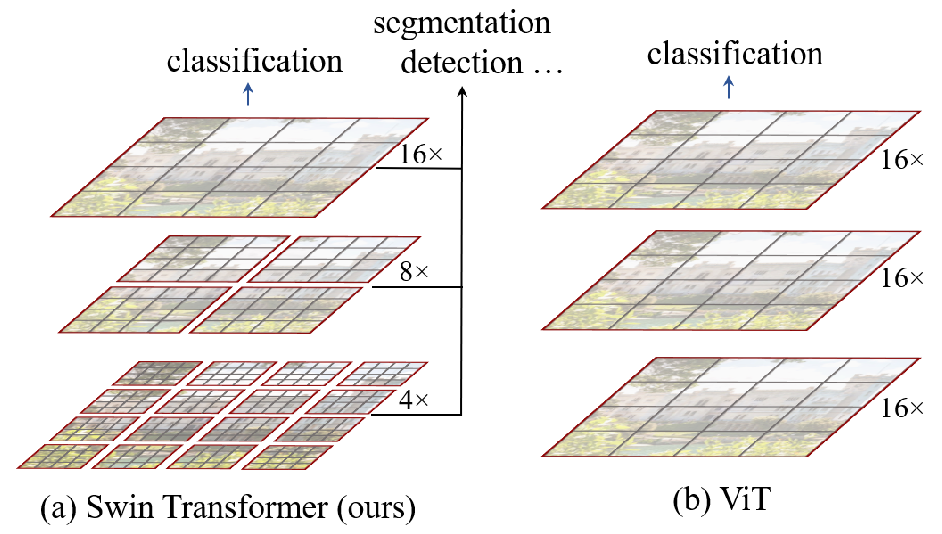 segmentation
detection ...
classification
classification
16×
8×
4×
16×
16×
16×
(a) Swin Transformer (ours)
(b) ViT